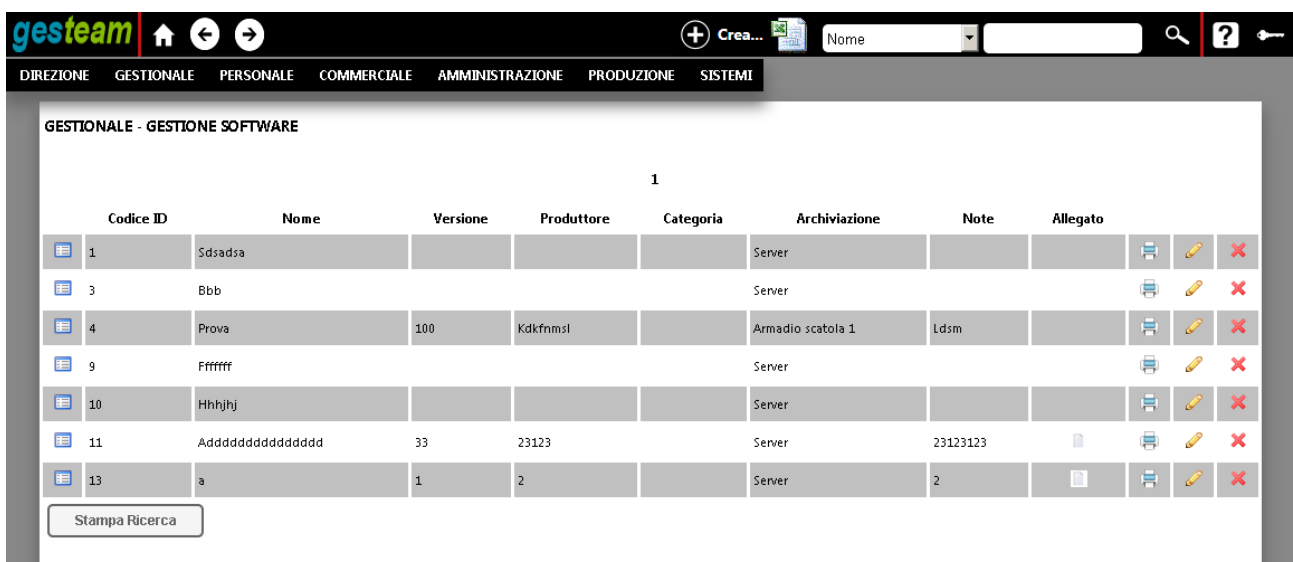 gesteam Crea... Nome ?
DIREZIONE GESTIONALE PERSONALE COMMERCIALE AMMINISTRAZIONE PRODUZIONE SISTEMI
GESTIONALE - GESTIONE SOFTWARE
1
Codice ID Nome Versione Produttore Categoria Archiviazione Note Allegato
1 Sdsadsa Server
3 Bbb Server
4 Prova 100 Kdkfnmsl Armadio scatola 1 Ldsm
9 Fffffff Server
10 Hhhjhj Server
11 Addddddddddddddd 33 23123 Server 23123123
13 a 1 2 Server 2
Stampa Ricerca